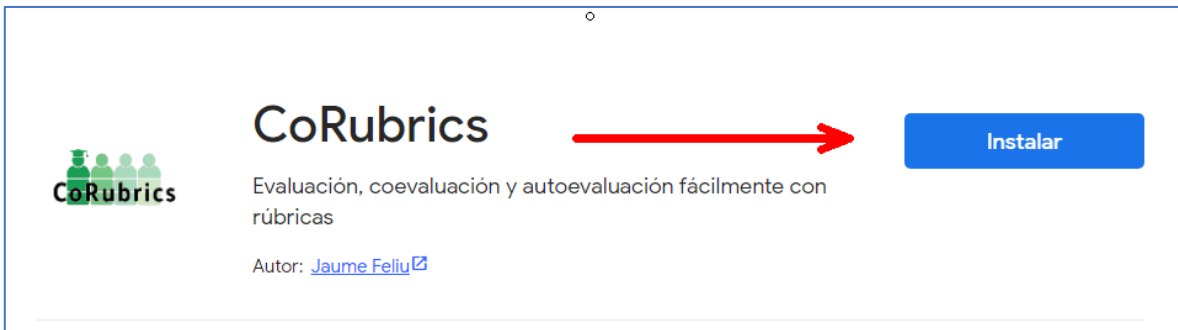 CoRubrics
Instalar
CoRubrics
Evaluación, coevaluación y autoevaluación fácilmente con
rúbricas
Autor: Jaume Feliu